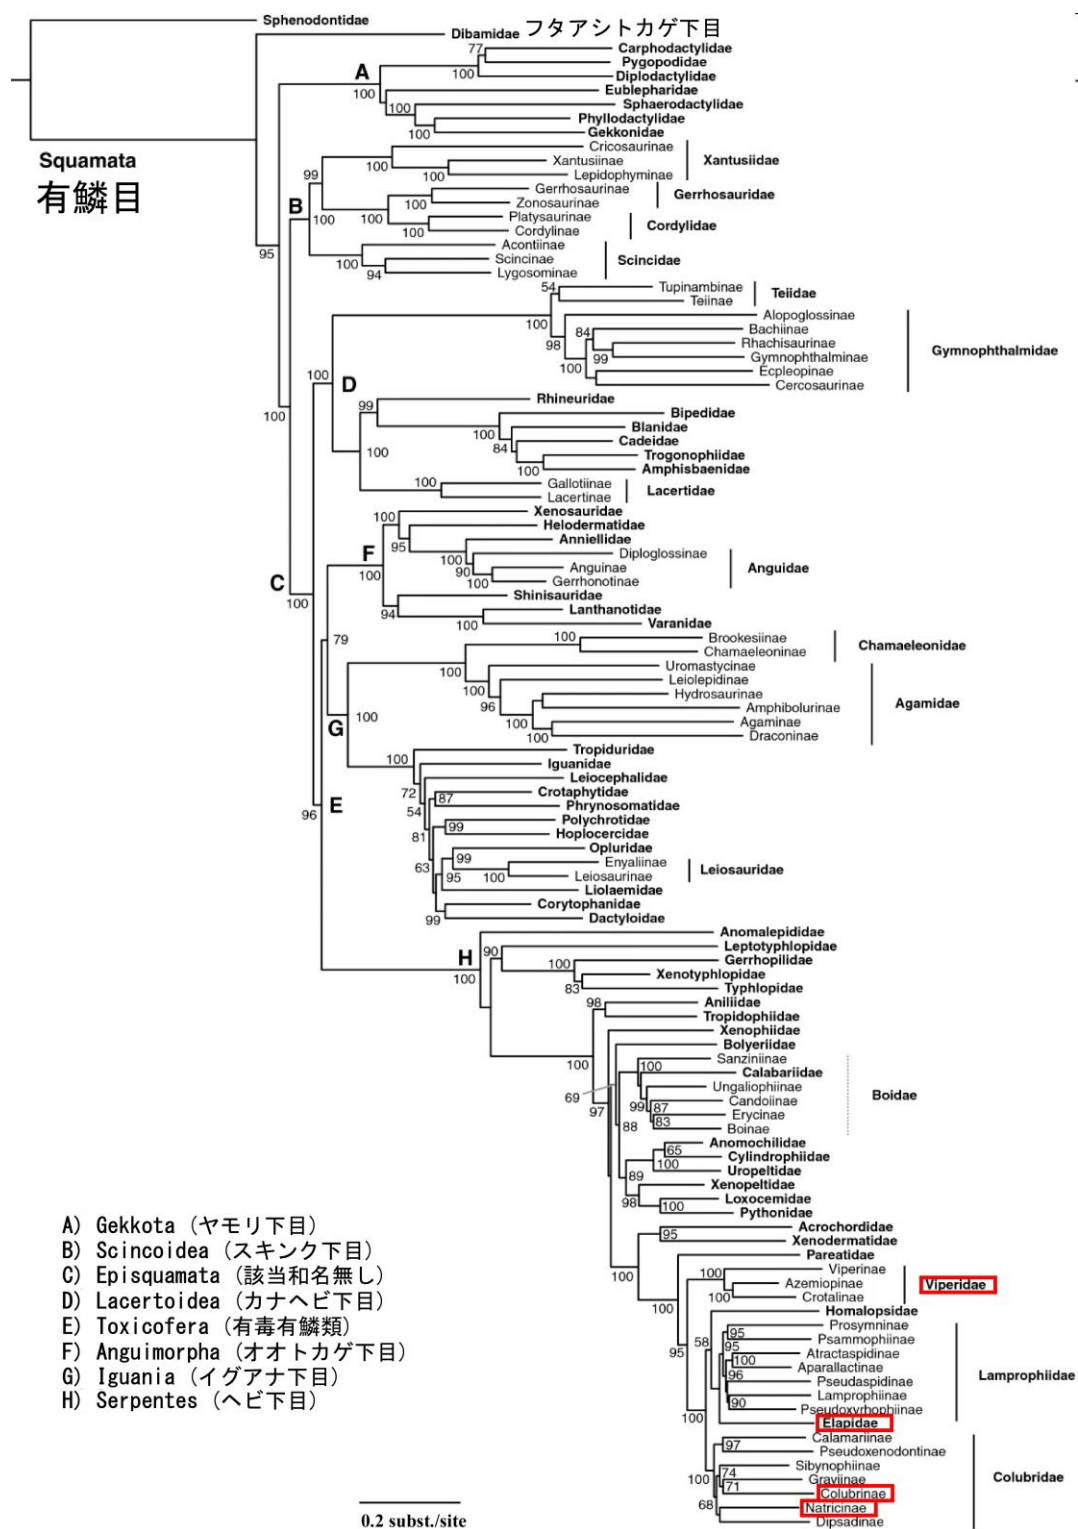 Sphenodontidae
Dibamidae フタアシトカゲ下目
77
Carphodactylidae
Pygopodidae
100
Diplodactylidae
A
100
Eublepharidae
100
Sphaerodactylidae
Phyllodactylidae
100
Gekkonidae
Squamata
有鱗目
Cricosaurinae
100
Xantusiinae
Xantusiidae
99
100
Lepidophyminae
B
Gerrhosaurinae
Gerrhosauridae
100
Zonosaurinae
100
100
Platysaurinae
Cordylidae
100
Cordylinae
95
Acontiinae
100
Scincinae
Scincidae
94
Lygosominae
54
Tupinambinae
Teiidae
Teiinae
100
Alopoglossinae
84
Bachiinae
98
Rhachisaurinae
Gymnophthalmidae
99
Gymnophthalminae
100
Ecpleopinae
Cercosaurinae
100
D
100
99
Rhineuridae
Bipedidae
100
Blanidae
84
Cadeidae
100
Trogonophiidae
100
Amphisbaenidae
100
Gallotiinae
Lacertidae
Lacertinae
100
Xenosauridae
95
Helodermatidae
F
Anniellidae
100
Diploglossinae
100
90
Anguinae
Anguidae
100
Gerrhonotinae
C
100
Shinisauridae
94
Lanthanotidae
100
Varanidae
79
100
Brookesiinae
Chamaeleonidae
Chamaeleoninae
100
Uromastycinae
100
Leiolepidinae
96
Hydrosaurinae
Agamidae
Amphibolurinae
100
Agaminae
100
Draconinae
G
100
100
Tropiduridae
Iguanidae
72
Leiocephalidae
87
Crotaphytidae
54
Phrynosomatidae
96
E
81
99
Polychrotidae
Hoplocercidae
99
Opluridae
63
Enyaliinae
Leiosauridae
95
100
Leiosaurinae
Liolaemidae
Corytophanidae
99
Dactyloidae
Anomalepididae
H
90
Leptotyphlopidae
100
100
Gerrhopilidae
Xenotyphlopidae
83
Typhlopidae
98
Aniliidae
Tropidophiidae
Xenophiidae
Bolyeriidae
100
100
Sanziniinae
Calabariidae
69
Ungaliophiinae
Boidae
97
99
87
Candoiinae
83
Erycinae
88
Boinae
Anomochilidae
65
Cylindrophiidae
89
100
Uropeltidae
Xenopeltidae
98
100
Loxocemidae
Pythonidae
Acrochordidae
95
Xenodermatidae
Pareatidae
100
100
Viperinae
Azemiopinae
Viperidae
100
100
Crotalinae
Homalopsidae
58
Prosymninae
95
Psammophiinae
95
95
Atractaspidinae
100
Aparallactinae
Lamprophiidae
96
Pseudaspidinae
Lamprophiinae
90
Pseudoxyrhophiinae
100
Elapidae
Calamariinae
97
Pseudoxenodontinae
Sibynophiinae
100
74
Grayiinae
Colubridae
71
Colubrinae
68
Natricinae
Dipsadinae
A) Gekkota (ヤモリ下目)
B) Scincoidea (スキンク下目)
C) Episquamata (該当和名無し)
D) Lacertoidea (カナヘビ下目)
E) Toxicofera (有毒有鱗類)
F) Anguimorpha (オオトカゲ下目)
G) Iguania (イグアナ下目)
H) Serpentes (ヘビ下目)
0.2 subst./site